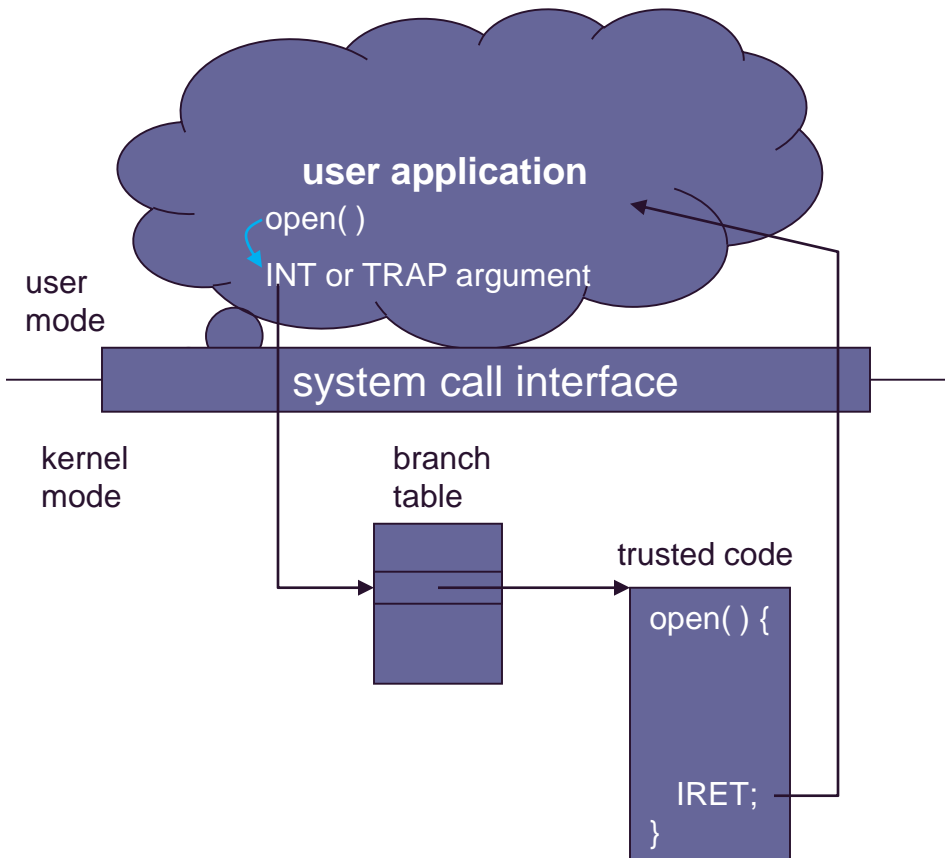 user application
open( )
INT or TRAP argument
user
mode
system call interface
kernel
mode
branch
table
trusted code
open( ) {
IRET;
}